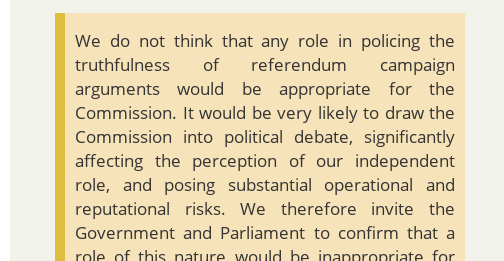 We do not think that any role in policing the
truthfulness of referendum campaign
arguments would be appropriate for the
Commission. It would be very likely to draw the
Commission into political debate, significantly
affecting the perception of our independent
role, and posing substantial operational and
reputational risks. We therefore invite the
Government and Parliament to confirm that a
role of this nature would be inappropriate for